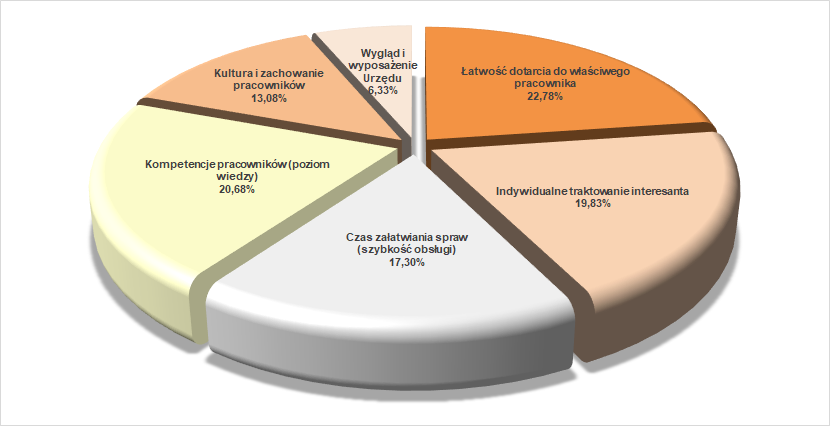 Wygląd i
wyposażenie
Urzędu
6,33%
Łatwość dotarcia do właściwego
pracownika
22,78%
Kultura i zachowanie
pracowników
13,08%
Kompetencje pracowników (poziom
wiedzy)
20,68%
Indywidualne traktowanie interesanta
19,83%
Czas załatwiania spraw
(szybkość obsługi)
17,30%